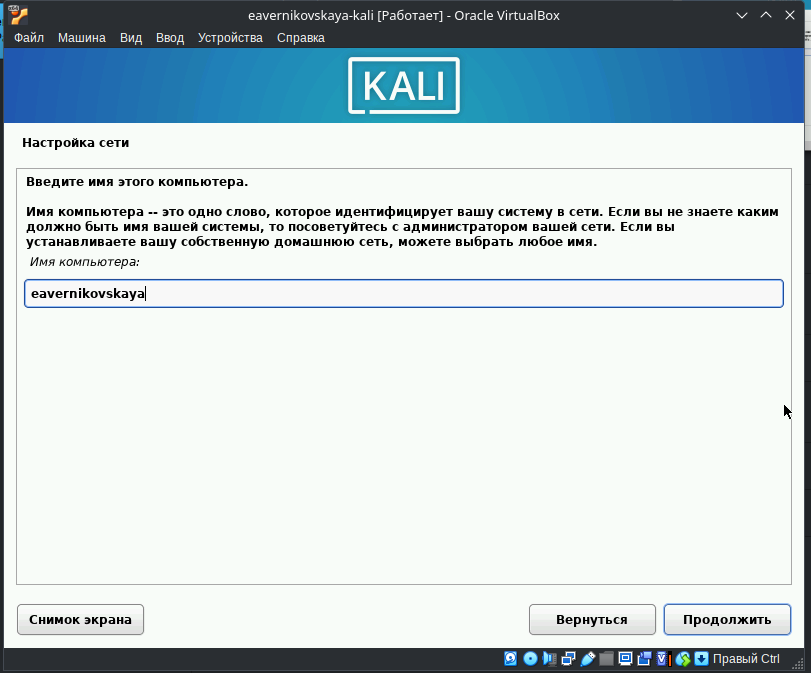 eavernikovskaya-kali [Работает] - Oracle VirtualBox
Файл Машина Вид Ввод Устройства Справка
KALI
Настройка сети
Введите имя этого компьютера.
Имя компьютера -- это одно слово, которое идентифицирует вашу систему в сети. Если вы не знаете каким
должно быть имя вашей системы, то посоветуйтесь с администратором вашей сети. Если вы
устанавливаете вашу собственную домашнюю сеть, можете выбрать любое имя.
Имя компьютера:
eavernikovskaya
Снимок экрана Вернуться Продолжить
Правый Ctrl